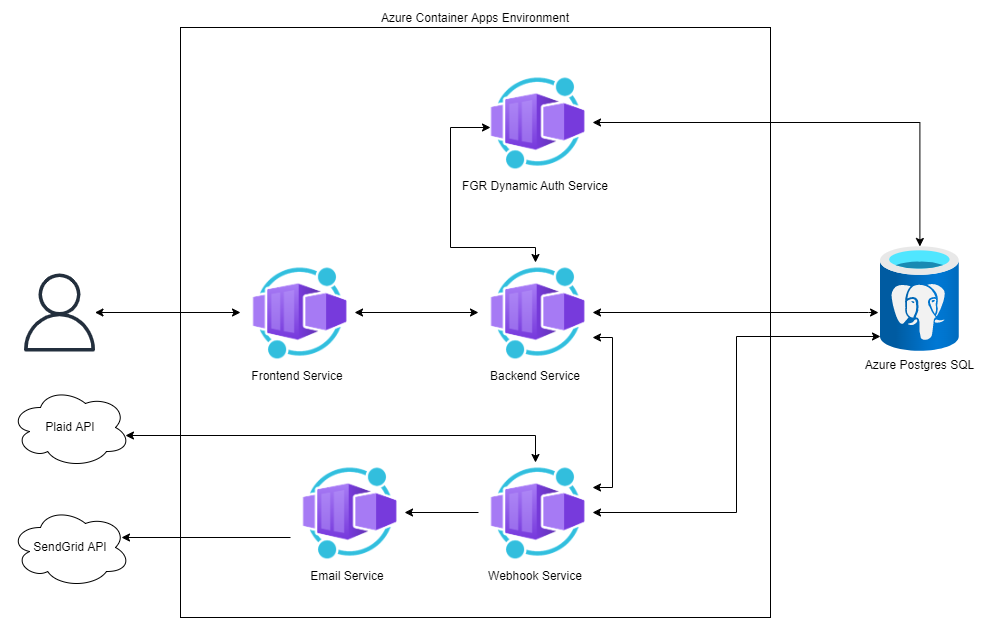 Azure Container Apps Environment
FGR Dynamic Auth Service
Frontend Service
Backend Service
Azure Postgres SQL
Plaid API
SendGrid API
Email Service
Webhook Service